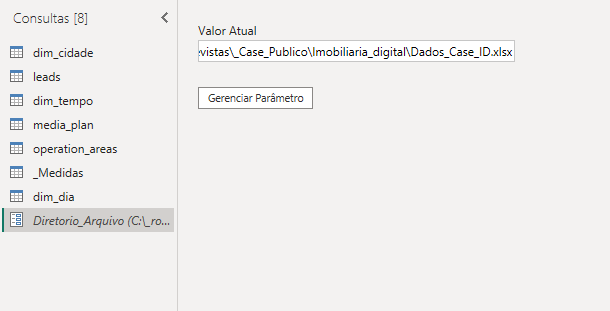 Consultas [8]
dim_cidade
leads
dim_tempo
media_plan
operation_areas
_Medidas
dim_dia
Diretorio_Arquivo (C:\_ro...
Valor Atual
evistas\_Case_Publico\Imobiliaria_digital\Dados_Case_ID.xlsx
Gerenciar Parâmetro